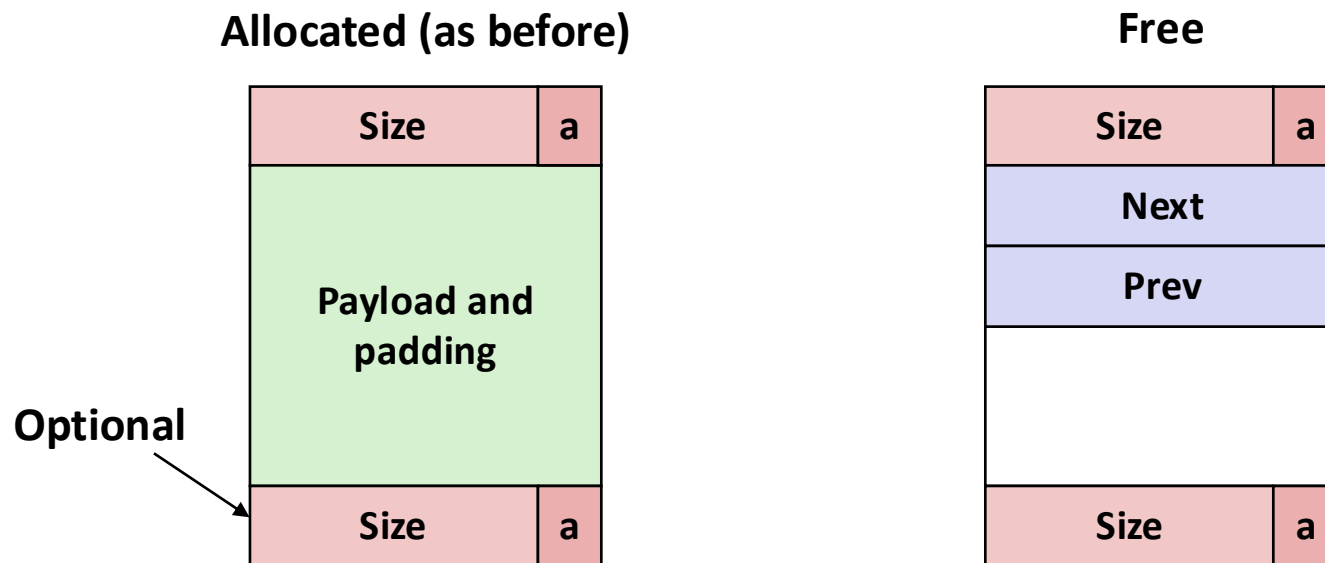 Allocated (as before)
Size a
Payload and
padding
Optional
Size a
Free
Size a
Next
Prev
Size a